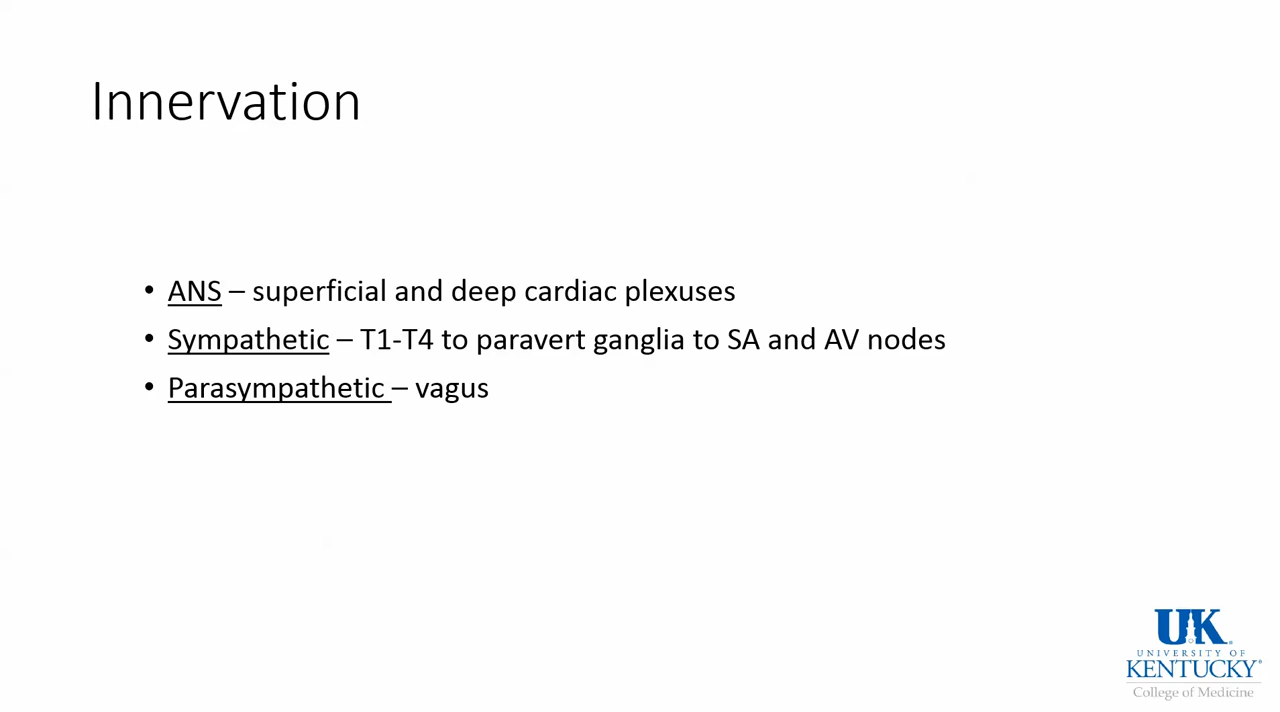 Innervation
• ANS – superficial and deep cardiac plexuses
• Sympathetic – T1-T4 to paravert ganglia to SA and AV nodes
• Parasympathetic – vagus
UK
UNIVERSITY OF
KENTUCKY®
College of Medicine